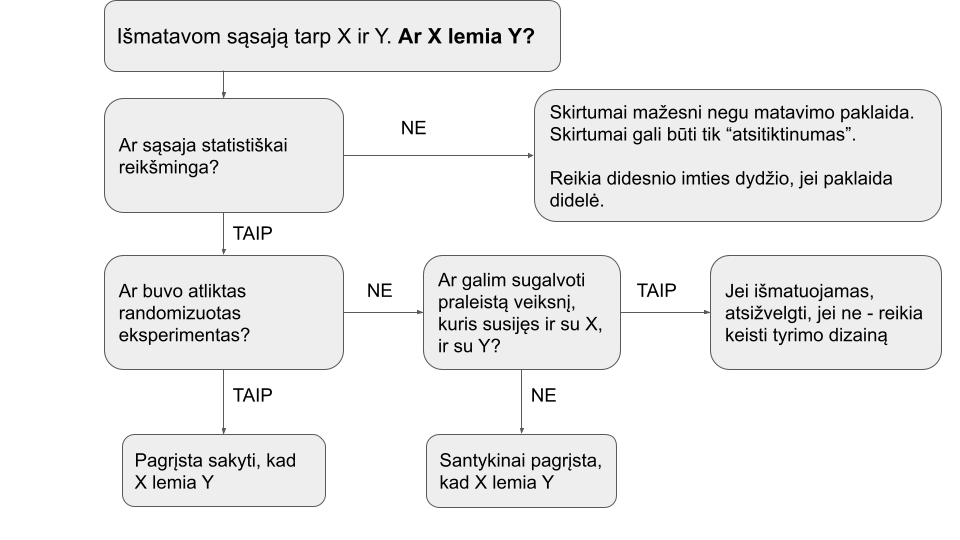 Išmatavom sąsają tarp X ir Y. Ar X lemia Y?
Ar sąsaja statistiškai
reikšminga?
NE
Skirtumai mažesni negu matavimo paklaida.
Skirtumai gali būti tik “atsitiktinumas”.
Reikia didesnio imties dydžio, jei paklaida
didelė.
TAIP
Ar buvo atliktas
randomizuotas
eksperimentas?
NE
Ar galim sugalvoti
praleistą veiksnį,
kuris susijęs ir su X,
ir su Y?
TAIP
Jei išmatuojamas,
atsižvelgti, jei ne - reikia
keisti tyrimo dizainą
TAIP
NE
Pagrįsta sakyti, kad
X lemia Y
Santykinai pagrįsta,
kad X lemia Y